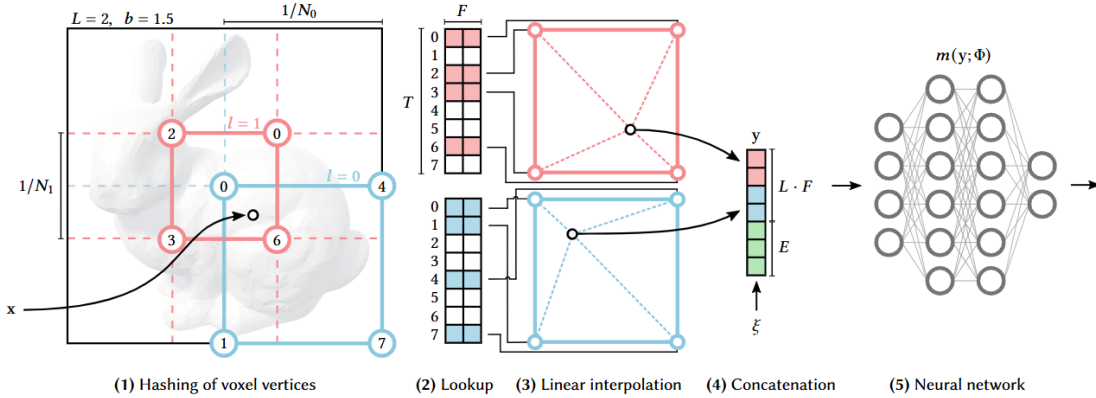 L = 2, b = 1.5
1/N₀
l = 1
l = 0
1/N₁
2
0
0
4
3
6
1
7
x
(1) Hashing of voxel vertices
F
T
0
1
2
3
4
5
6
7
0
1
2
3
4
5
6
7
(2) Lookup
(3) Linear interpolation
y
L · F
E
ξ
(4) Concatenation
m(y; Φ)
(5) Neural network